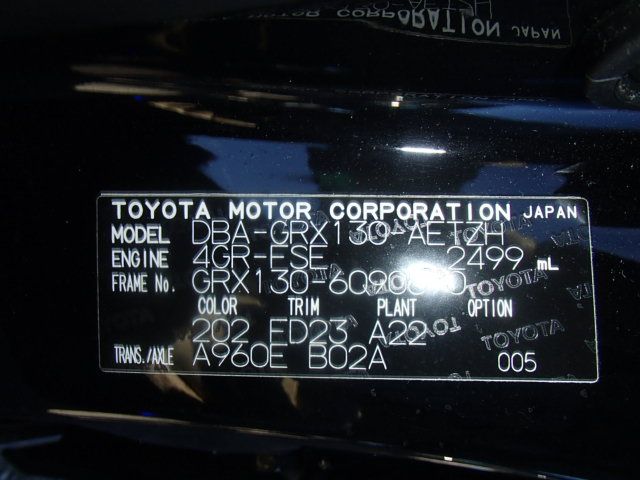 TOYOTA MOTOR CORPORATION JAPAN
MODEL DBA-GRX130-AETZH
ENGINE 4GR-FSE 2499 mL
FRAME No.
COLOR TRIM PLANT OPTION
202 FD23 A22
TRANS./AXLE A960E B02A 005